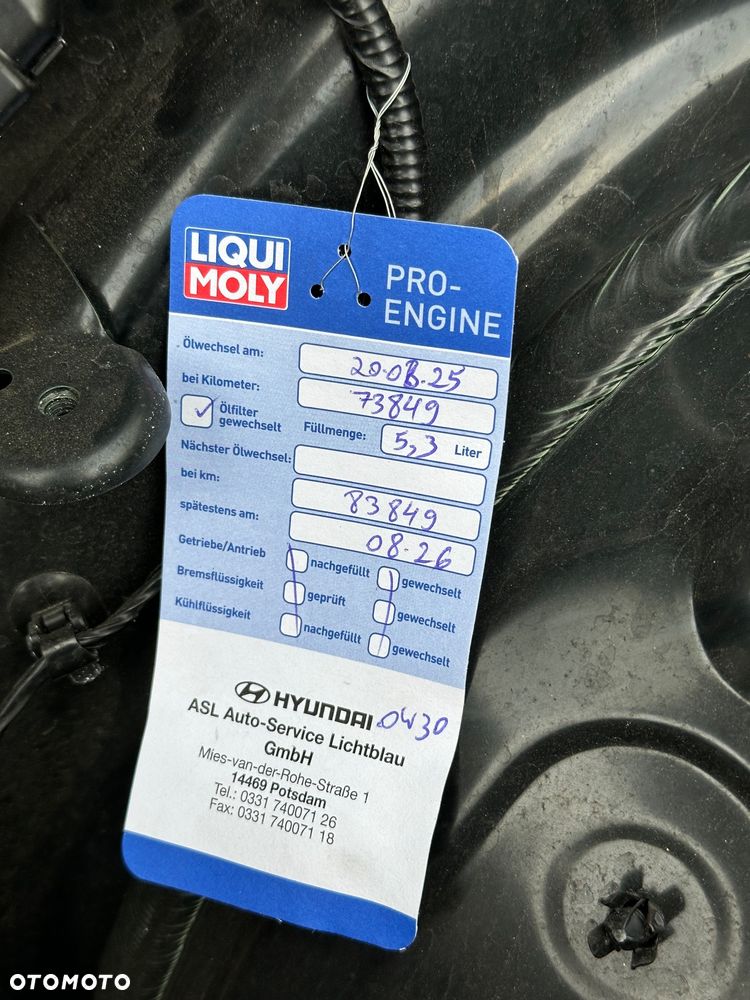 LIQUI
MOLY
PRO-
ENGINE
Ölwechsel am: 20.08.25
bei Kilometer: 73849
Ölfilter
gewechselt
Füllmenge: 5,3 Liter
Nächster Ölwechsel:
bei km: 83849
spätestens am: 08.26
Getriebe/Antrieb nachgefüllt gewechselt
Bremsflüssigkeit geprüft gewechselt
Kühlflüssigkeit nachgefüllt gewechselt
HYUNDAI 0W30
ASL Auto-Service Lichtblau
GmbH
Mies-van-der-Rohe-Straße 1
14469 Potsdam
Tel.: 0331 740071 26
Fax: 0331 740071 18
OTOMOTO